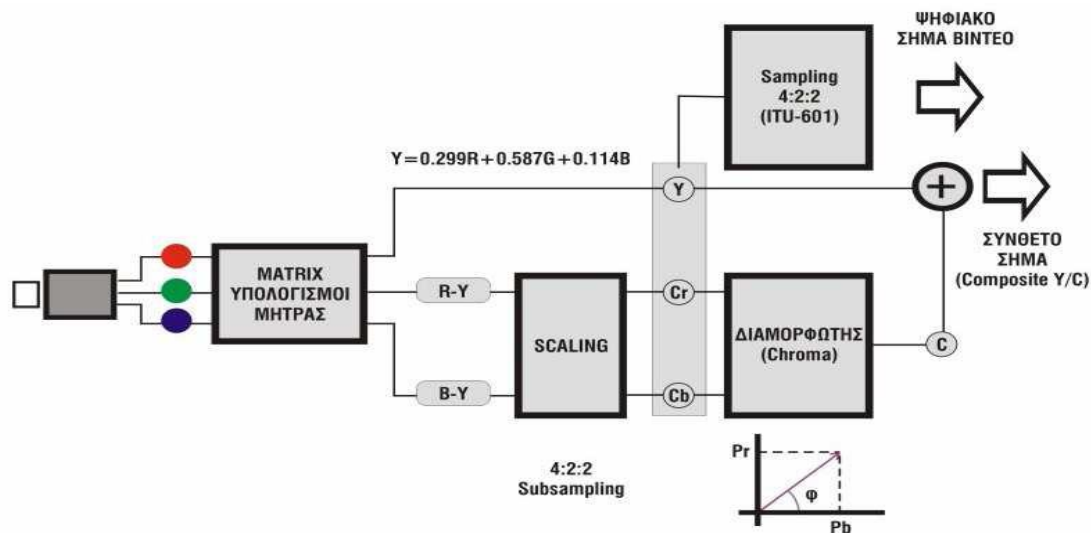 ΨΗΦΙΑΚΟ
ΣΗΜΑ ΒΙΝΤΕΟ
Sampling
4:2:2
(ITU-601)
Y=0.299R+0.587G+0.114B
Y
ΣΥΝΘΕΤΟ
ΣΗΜΑ
(Composite Y/C)
MATRIX
ΥΠΟΛΟΓΙΣΜΟΙ
ΜΗΤΡΑΣ
R-Y
Cr
SCALING
ΔΙΑΜΟΡΦΩΤΗΣ
(Chroma)
C
B-Y
Cb
4:2:2
Subsampling
Pr
φ
Pb